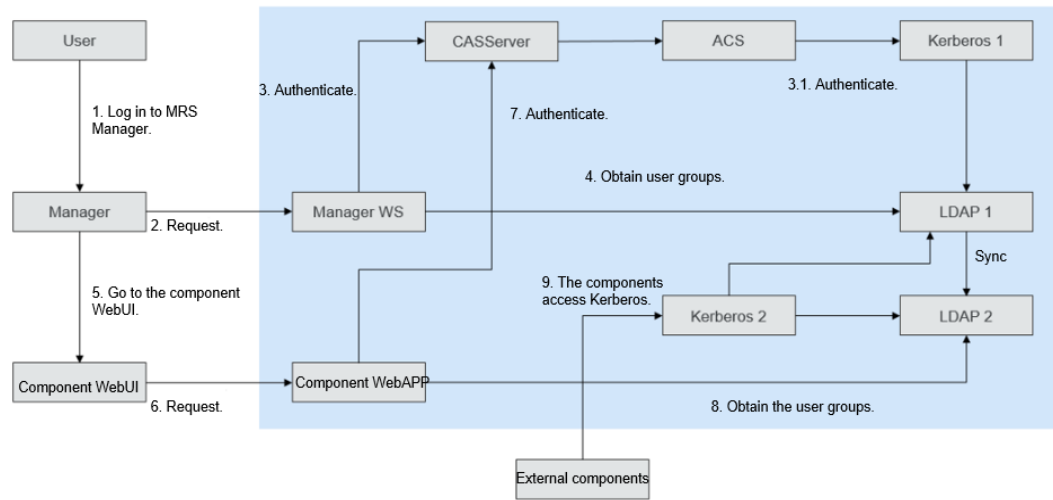 User
CASServer
ACS
Kerberos 1
3. Authenticate.
3.1. Authenticate.
1. Log in to MRS
Manager.
7. Authenticate.
4. Obtain user groups.
Manager
2. Request.
Manager WS
LDAP 1
Sync
5. Go to the component
WebUI.
9. The components
access Kerberos.
Kerberos 2
LDAP 2
Component WebUI
6. Request.
Component WebAPP
8. Obtain the user groups.
External components